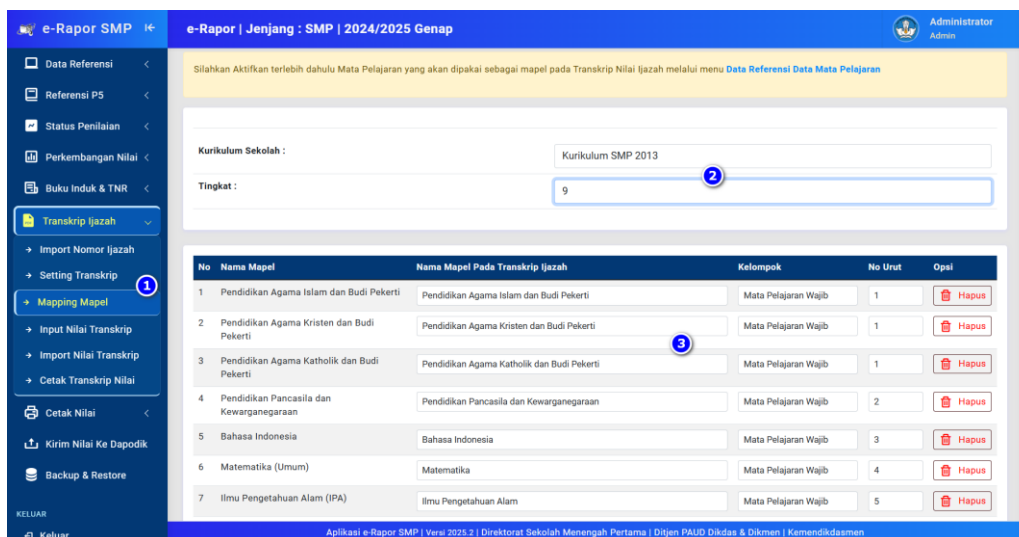 e-Rapor SMP
e-Rapor | Jenjang : SMP | 2024/2025 Genap
Administrator
Admin
Data Referensi
Referensi P5
Status Penilaian
Perkembangan Nilai
Buku Induk & TNR
Transkrip Ijazah
Import Nomor Ijazah
Setting Transkrip
1
Mapping Mapel
Input Nilai Transkrip
Import Nilai Transkrip
Cetak Transkrip Nilai
Cetak Nilai
Kirim Nilai Ke Dapodik
Backup & Restore
KELUAR
Keluar
Silahkan Aktifkan terlebih dahulu Mata Pelajaran yang akan dipakai sebagai mapel pada Transkrip Nilai Ijazah melalui menu Data Referensi Data Mata Pelajaran
Kurikulum Sekolah : Kurikulum SMP 2013
2
Tingkat : 9
No Nama Mapel Nama Mapel Pada Transkrip Ijazah Kelompok No Urut Opsi
1 Pendidikan Agama Islam dan Budi Pekerti Pendidikan Agama Islam dan Budi Pekerti Mata Pelajaran Wajib 1 Hapus
2 Pendidikan Agama Kristen dan Budi Pendidikan Agama Kristen dan Budi Pekerti Mata Pelajaran Wajib 1 Hapus
Pekerti
3
3 Pendidikan Agama Katholik dan Budi Pendidikan Agama Katholik dan Budi Pekerti Mata Pelajaran Wajib 1 Hapus
Pekerti
4 Pendidikan Pancasila dan Pendidikan Pancasila dan Kewarganegaraan Mata Pelajaran Wajib 2 Hapus
Kewarganegaraan
5 Bahasa Indonesia Bahasa Indonesia Mata Pelajaran Wajib 3 Hapus
6 Matematika (Umum) Matematika Mata Pelajaran Wajib 4 Hapus
7 Ilmu Pengetahuan Alam (IPA) Ilmu Pengetahuan Alam Mata Pelajaran Wajib 5 Hapus
Aplikasi e-Rapor SMP | Versi 2025.2 | Direktorat Sekolah Menengah Pertama | Ditjen PAUD Dikdas & Dikmen | Kemendikdasmen